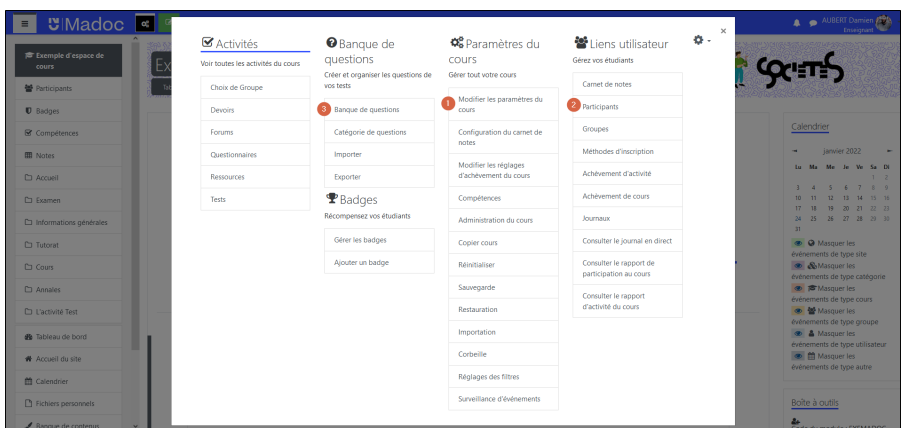 Madoc
AUBERT Damien
Enseignant
Exemple d'espace de
cours
Participants
Badges
Compétences
Notes
Accueil
Examen
Informations générales
Tutorat
Cours
Annales
L'activité Test
Tableau de bord
Accueil du site
Calendrier
Fichiers personnels
Banque de contenus
Ex
Activités
Voir toutes les activités du cours
Choix de Groupe
Devoirs
Forums
Questionnaires
Ressources
Tests
Banque de
questions
Créer et organiser les questions de
vos tests
3 Banque de questions
Catégorie de questions
Importer
Exporter
Badges
Récompensez vos étudiants
Gérer les badges
Ajouter un badge
Paramètres du
cours
Gérer tout votre cours
1 Modifier les paramètres du
cours
Configuration du carnet de
notes
Modifier les réglages
d'achèvement du cours
Compétences
Administration du cours
Copier cours
Réinitialiser
Sauvegarde
Restauration
Importation
Corbeille
Réglages des filtres
Surveillance d'événements
Liens utilisateur
Gérez vos étudiants
Carnet de notes
2 Participants
Groupes
Méthodes d'inscription
Achèvement d'activité
Achèvement de cours
Journaux
Consulter le journal en direct
Consulter le rapport de
participation au cours
Consulter le rapport
d'activité du cours
×
Calendrier
janvier 2022
Lu Ma Me Je Ve Sa Di
1 2
3 4 5 6 7 8 9
10 11 12 13 14 15 16
17 18 19 20 21 22 23
24 25 26 27 28 29 30
31
Masquer les
événements de type site
Masquer les
événements de type catégorie
Masquer les
événements de type cours
Masquer les
événements de type groupe
Masquer les
événements de type utilisateur
Masquer les
événements de type autre
Boîte à outils